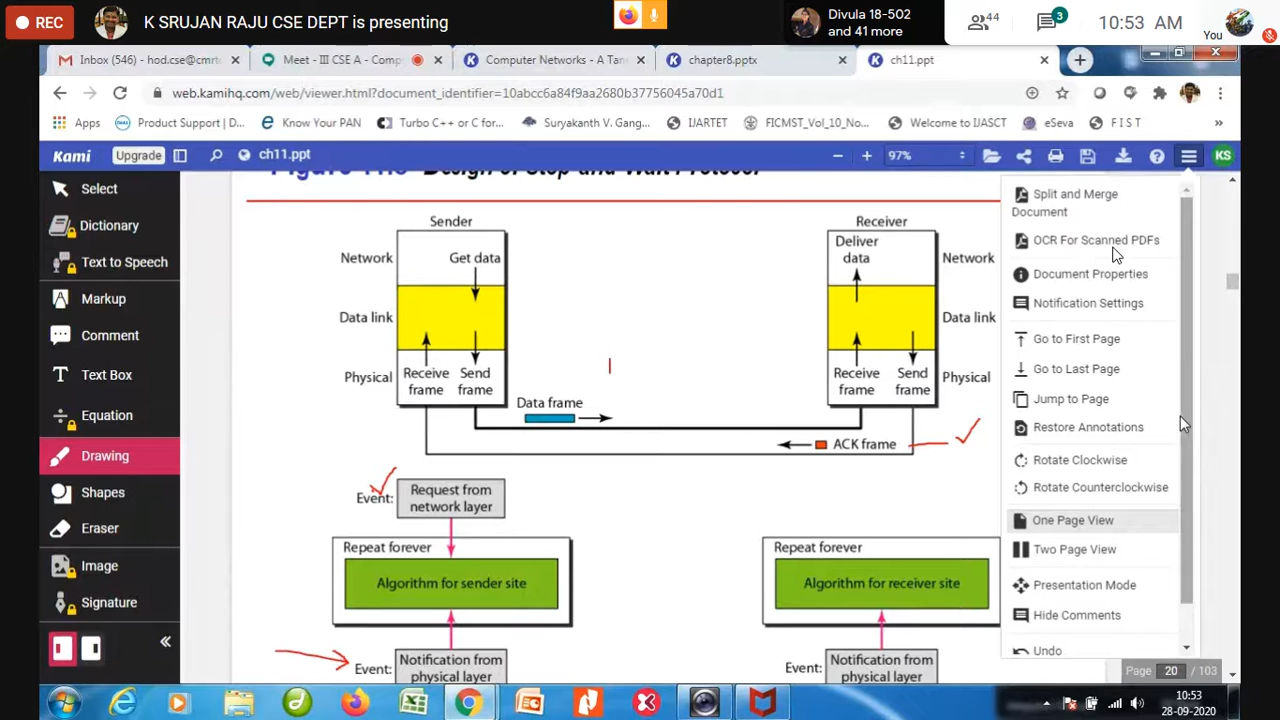 REC
K SRUJAN RAJU CSE DEPT is presenting
Divula 18-502
and 41 more
44
3
10:53 AM
You
Inbox (546) - hod.cse@cmrt
Meet - III CSE A - Comp
Computer Networks - A Tan
chapter8.pptx
ch11.ppt
web.kamihq.com/web/viewer.html?document_identifier=10abcc6a84f9aa2680b37756045a70d1
Apps
Product Support | D...
Know Your PAN
Turbo C++ or C for...
Suryakanth V. Gang...
IJARTET
FICMST_Vol_10_No...
Welcome to IJASCT
eSeva
F I S T
»
Kami
Upgrade
ch11.ppt
97%
KS
Design of Stop-and-Wait Protocol
Select
Dictionary
Text to Speech
Markup
Comment
Text Box
Equation
Drawing
Shapes
Eraser
Image
Signature
Sender
Receiver
Network
Get data
Deliver
data
Network
Data link
Data link
Physical
Receive
frame
Send
frame
Receive
frame
Send
frame
Physical
Data frame
ACK frame
Event:
Request from
network layer
Repeat forever
Algorithm for sender site
Repeat forever
Algorithm for receiver site
Event:
Notification from
physical layer
Event:
Notification from
physical layer
Split and Merge
Document
OCR For Scanned PDFs
Document Properties
Notification Settings
Go to First Page
Go to Last Page
Jump to Page
Restore Annotations
Rotate Clockwise
Rotate Counterclockwise
One Page View
Two Page View
Presentation Mode
Hide Comments
Undo
Page 20 / 103
10:53
28-09-2020